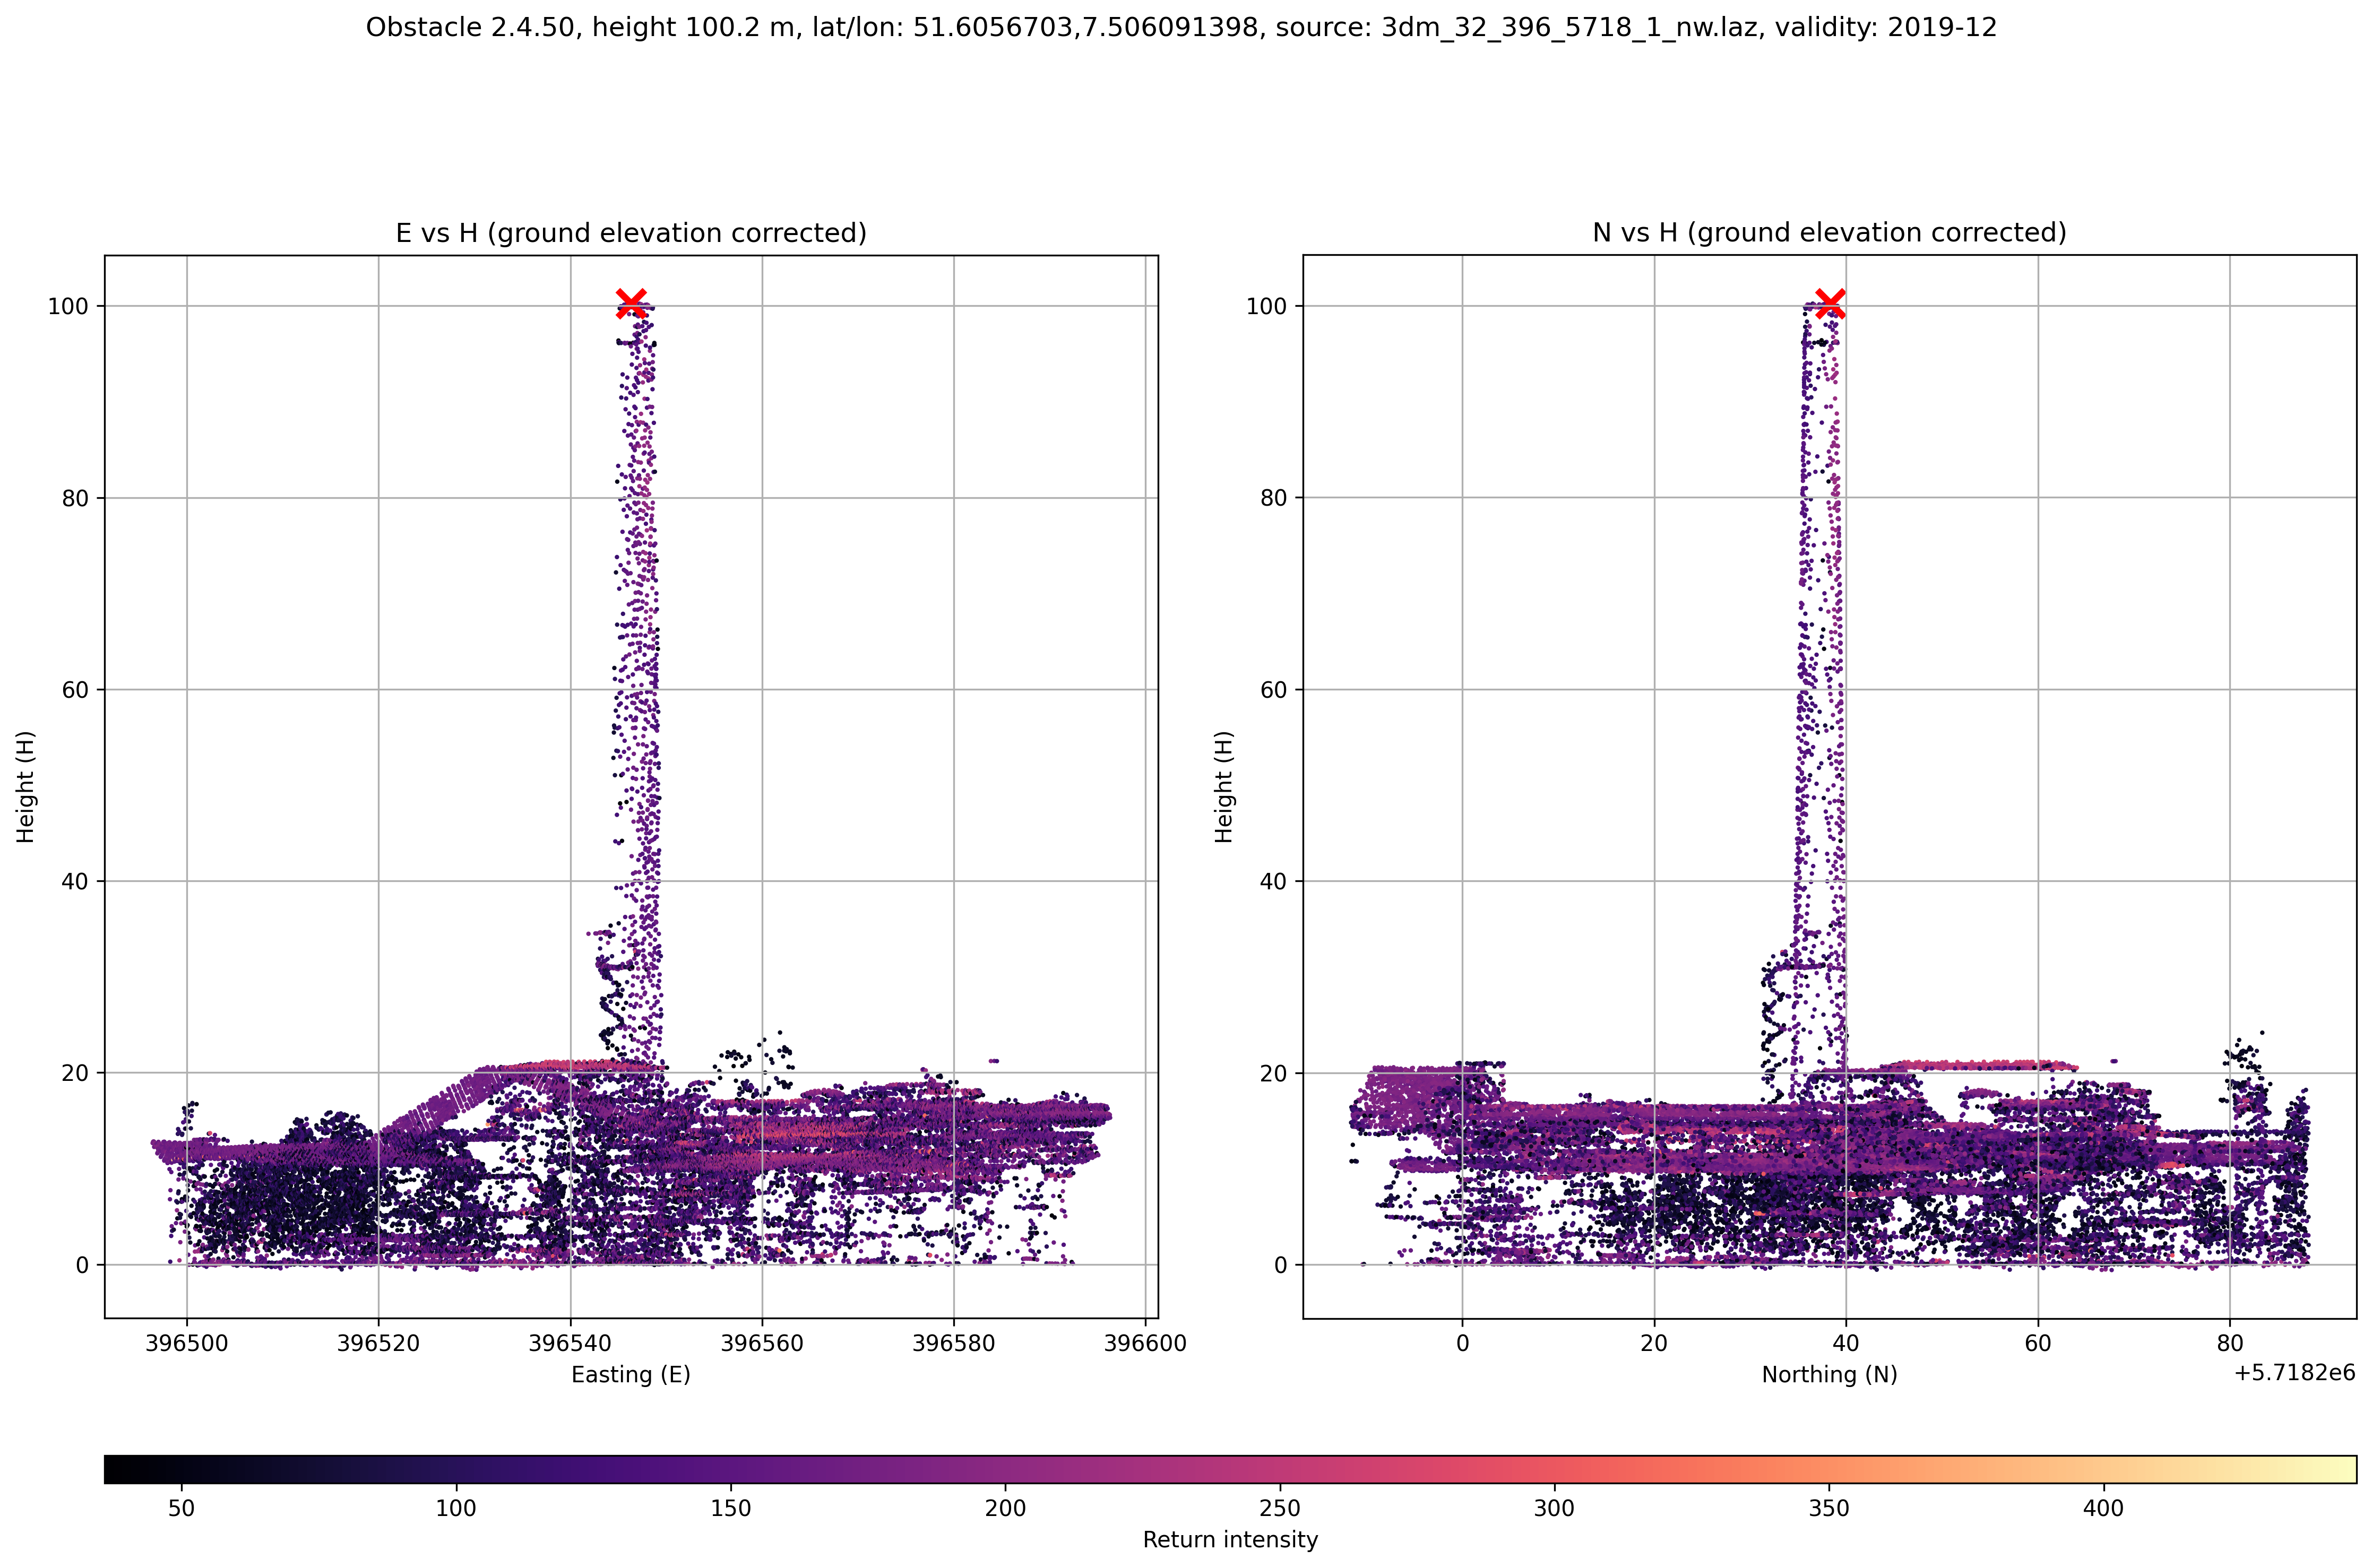 Obstacle 2.4.50, height 100.2 m, lat/lon: 51.6056703,7.506091398, source: 3dm_32_396_5718_1_nw.laz, validity: 2019-12
E vs H (ground elevation corrected)
100
80
60
40
20
0
Height (H)
396500 396520 396540 396560 396580 396600
Easting (E)
N vs H (ground elevation corrected)
100
80
60
40
20
0
Height (H)
0 20 40 60 80
Northing (N)
+5.7182e6
50 100 150 200 250 300 350 400
Return intensity